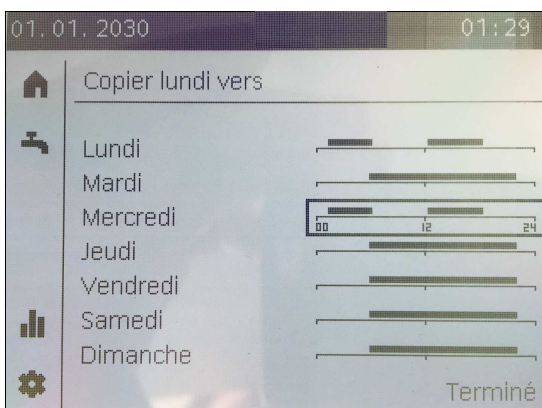 01.01.2030 01:29
Copier lundi vers
Lundi
Mardi
Mercredi
00 12 24
Jeudi
Vendredi
Samedi
Dimanche
Terminé